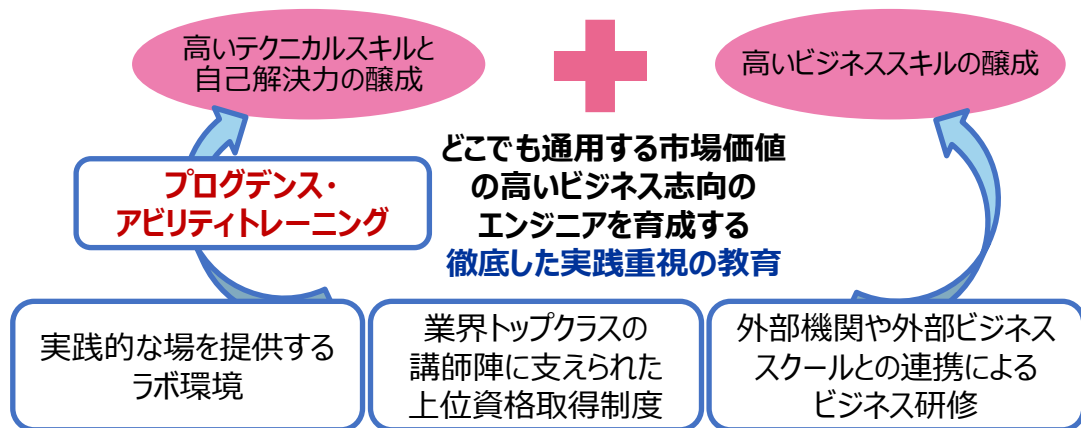 高いテクニカルスキルと
自己解決力の醸成
高いビジネススキルの醸成
プログデンス・
アビリティトレーニング
どこでも通用する市場価値
の高いビジネス志向の
エンジニアを育成する
徹底した実践重視の教育
実践的な場を提供する
ラボ環境
業界トップクラスの
講師陣に支えられた
上位資格取得制度
外部機関や外部ビジネス
スクールとの連携による
ビジネス研修